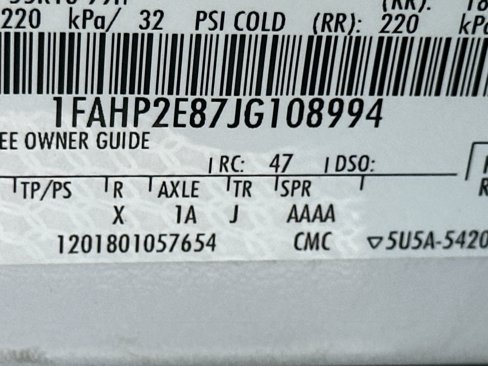 (RR):
220 kPa/ 32 PSI COLD (RR): 220
1FAHP2E87JG108994
EE OWNER GUIDE
RC: 47 DSO:
TP/PS R AXLE TR SPR
X 1A J AAAA
1201801057654 CMC ▽5U5A-5420